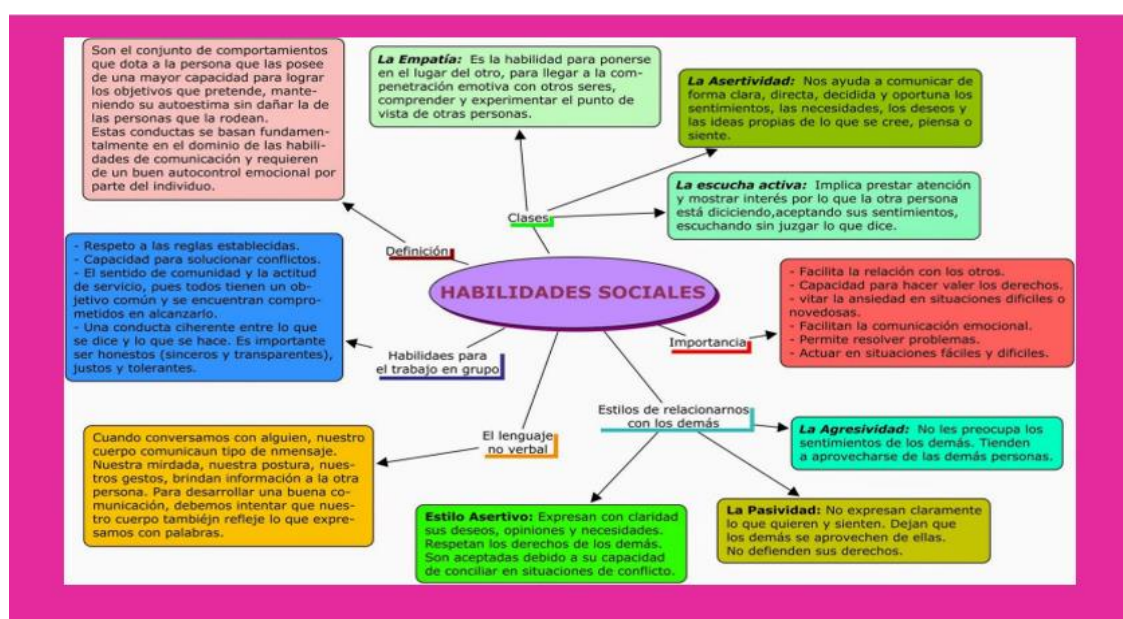 Son el conjunto de comportamientos
que dota a la persona que las posee
de una mayor capacidad para lograr
los objetivos que pretende, mante-
niendo su autoestima sin dañar la de
las personas que la rodean.
Estas conductas se basan fundamen-
talmente en el dominio de las habili-
dades de comunicación y requieren
de un buen autocontrol emocional por
parte del individuo.
La Empatía: Es la habilidad para ponerse
en el lugar del otro, para llegar a la com-
penetración emotiva con otros seres,
comprender y experimentar el punto de
vista de otras personas.
La Asertividad: Nos ayuda a comunicar de
forma clara, directa, decidida y oportuna los
sentimientos, las necesidades, los deseos y
las ideas propias de lo que se cree, piensa o
siente.
La escucha activa: Implica prestar atención
y mostrar interés por lo que la otra persona
está diciciendo,aceptando sus sentimientos,
escuchando sin juzgar lo que dice.
Clases
Definición
HABILIDADES SOCIALES
- Respeto a las reglas establecidas.
- Capacidad para solucionar conflictos.
- El sentido de comunidad y la actitud
de servicio, pues todos tienen un ob-
jetivo común y se encuentran compro-
metidos en alcanzarlo.
- Una conducta ciherente entre lo que
se dice y lo que se hace. Es importante
ser honestos (sinceros y transparentes),
justos y tolerantes.
Habilidaes para
el trabajo en grupo
Importancia
- Facilita la relación con los otros.
- Capacidad para hacer valer los derechos.
- vitar la ansiedad en situaciones dificiles o
novedosas.
- Facilitan la comunicación emocional.
- Permite resolver problemas.
- Actuar en situaciones fáciles y dificiles.
Estilos de relacionarnos
con los demás
La Agresividad: No les preocupa los
sentimientos de los demás. Tienden
a aprovecharse de las demás personas.
El lenguaje
no verbal
Cuando conversamos con alguien, nuestro
cuerpo comunicaun tipo de nmensaje.
Nuestra mirdada, nuestra postura, nues-
tros gestos, brindan información a la otra
persona. Para desarrollar una buena co-
municación, debemos intentar que nues-
tro cuerpo tambiéjn refleje lo que expre-
samos con palabras.
Estilo Asertivo: Expresan con claridad
sus deseos, opiniones y necesidades.
Respetan los derechos de los demás.
Son aceptadas debido a su capacidad
de conciliar en situaciones de conflicto.
La Pasividad: No expresan claramente
lo que quieren y sienten. Dejan que
los demás se aprovechen de ellas.
No defienden sus derechos.